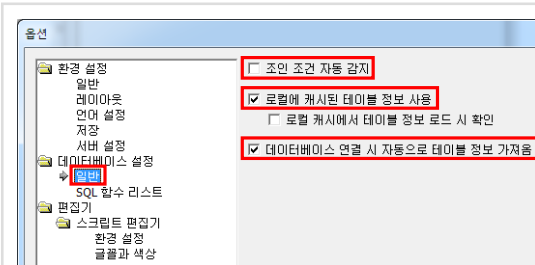 옵션
환경 설정
일반
레이아웃
언어 설정
저장
서버 설정
데이터베이스 설정
일반
SQL 함수 리스트
편집기
스크립트 편집기
환경 설정
글꼴과 색상
조인 조건 자동 감지
로컬에 캐시된 테이블 정보 사용
로컬 캐시에서 테이블 정보 로드 시 확인
데이터베이스 연결 시 자동으로 테이블 정보 가져옴